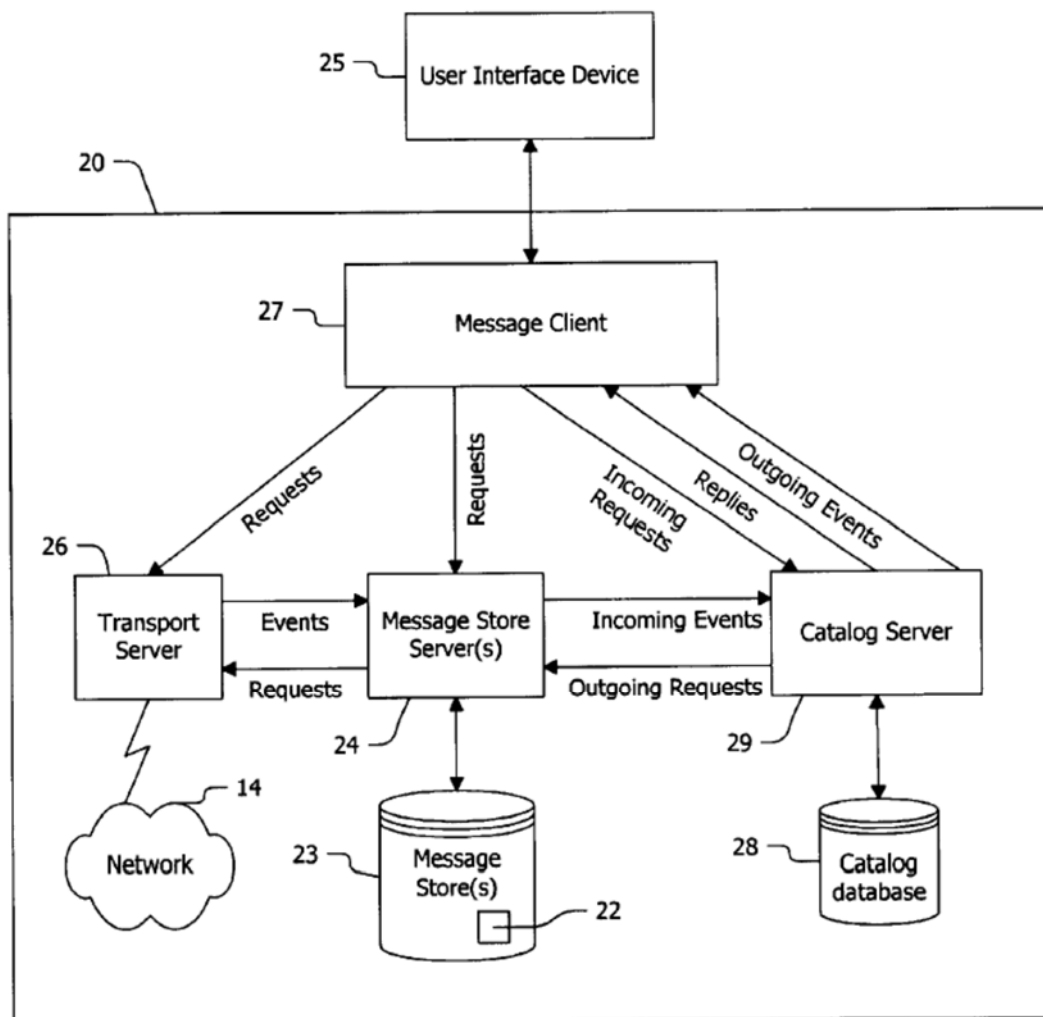 25
User Interface Device
20
27
Message Client
Requests
Requests
Incoming
Requests
Replies
Outgoing Events
26
Transport
Server
Events
Requests
Message Store
Server(s)
Incoming Events
Outgoing Requests
Catalog Server
24
29
14
Network
23
Message
Store(s)
22
28
Catalog
database